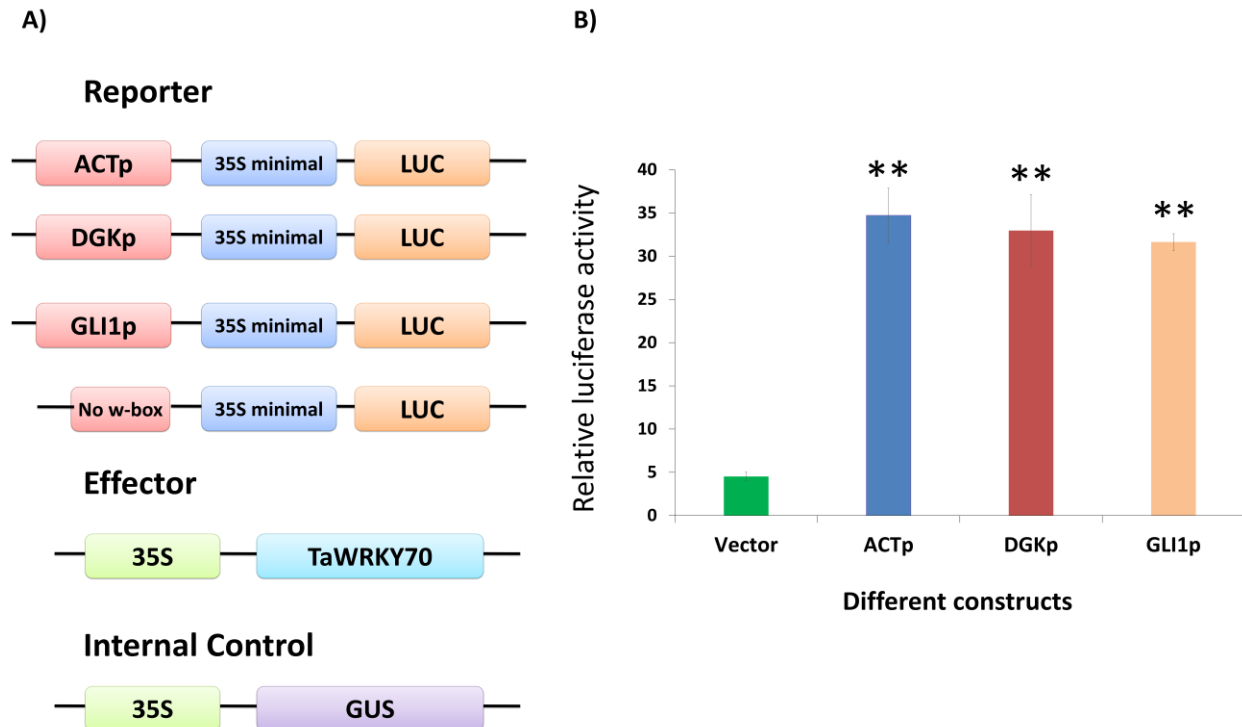 A)
Reporter
ACTp 35S minimal LUC
DGKp 35S minimal LUC
GLI1p 35S minimal LUC
No w-box 35S minimal LUC
Effector
35S TaWRKY70
Internal Control
35S GUS
B)
Relative luciferase activity
40
35
30
25
20
15
10
5
0
**
**
**
Vector ACTp DGKp GLI1p
Different constructs